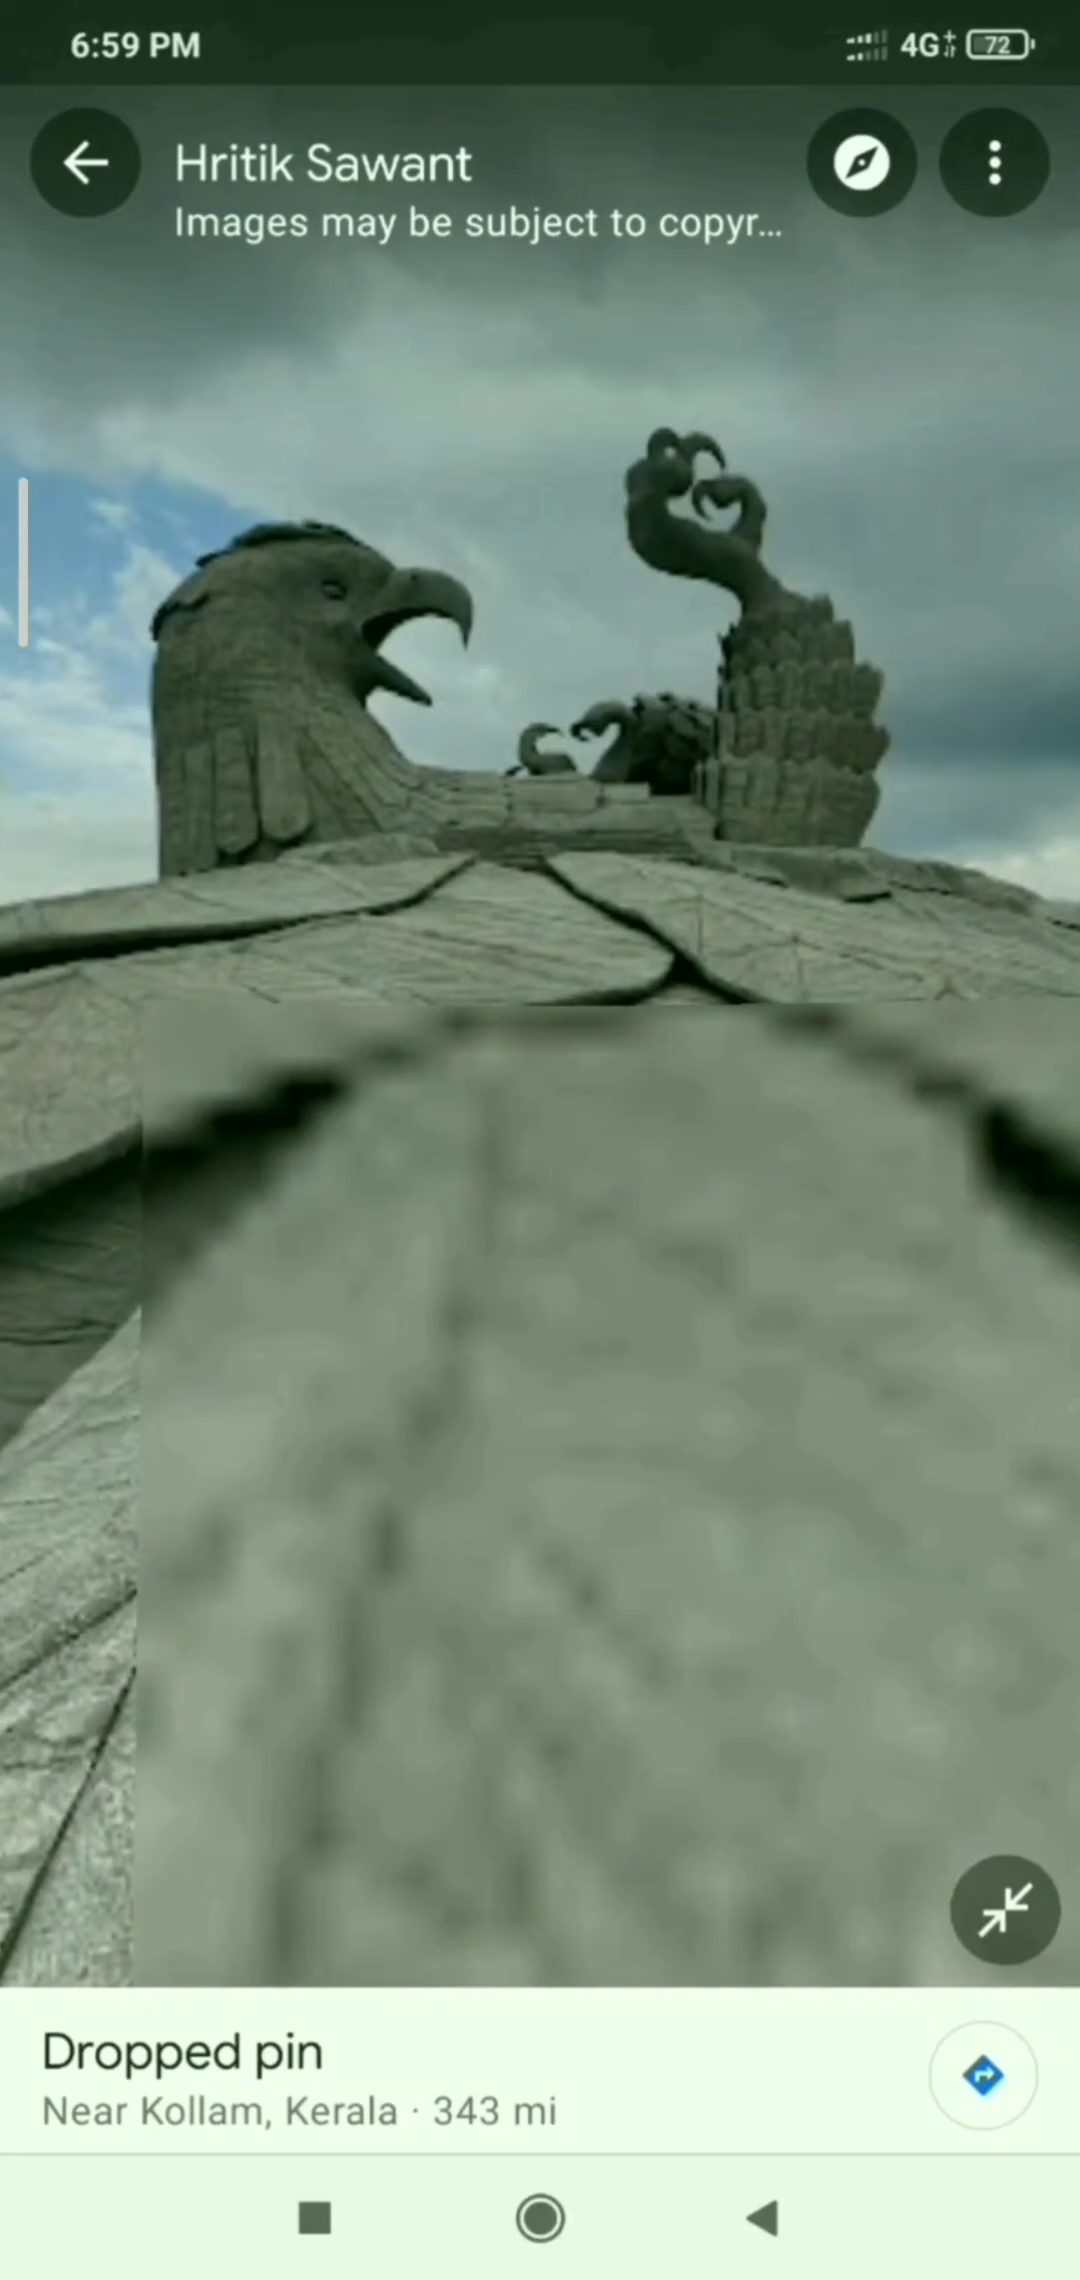 6:59 PM
4G+ 72
Hritik Sawant
Images may be subject to copyr...
Dropped pin
Near Kollam, Kerala · 343 mi